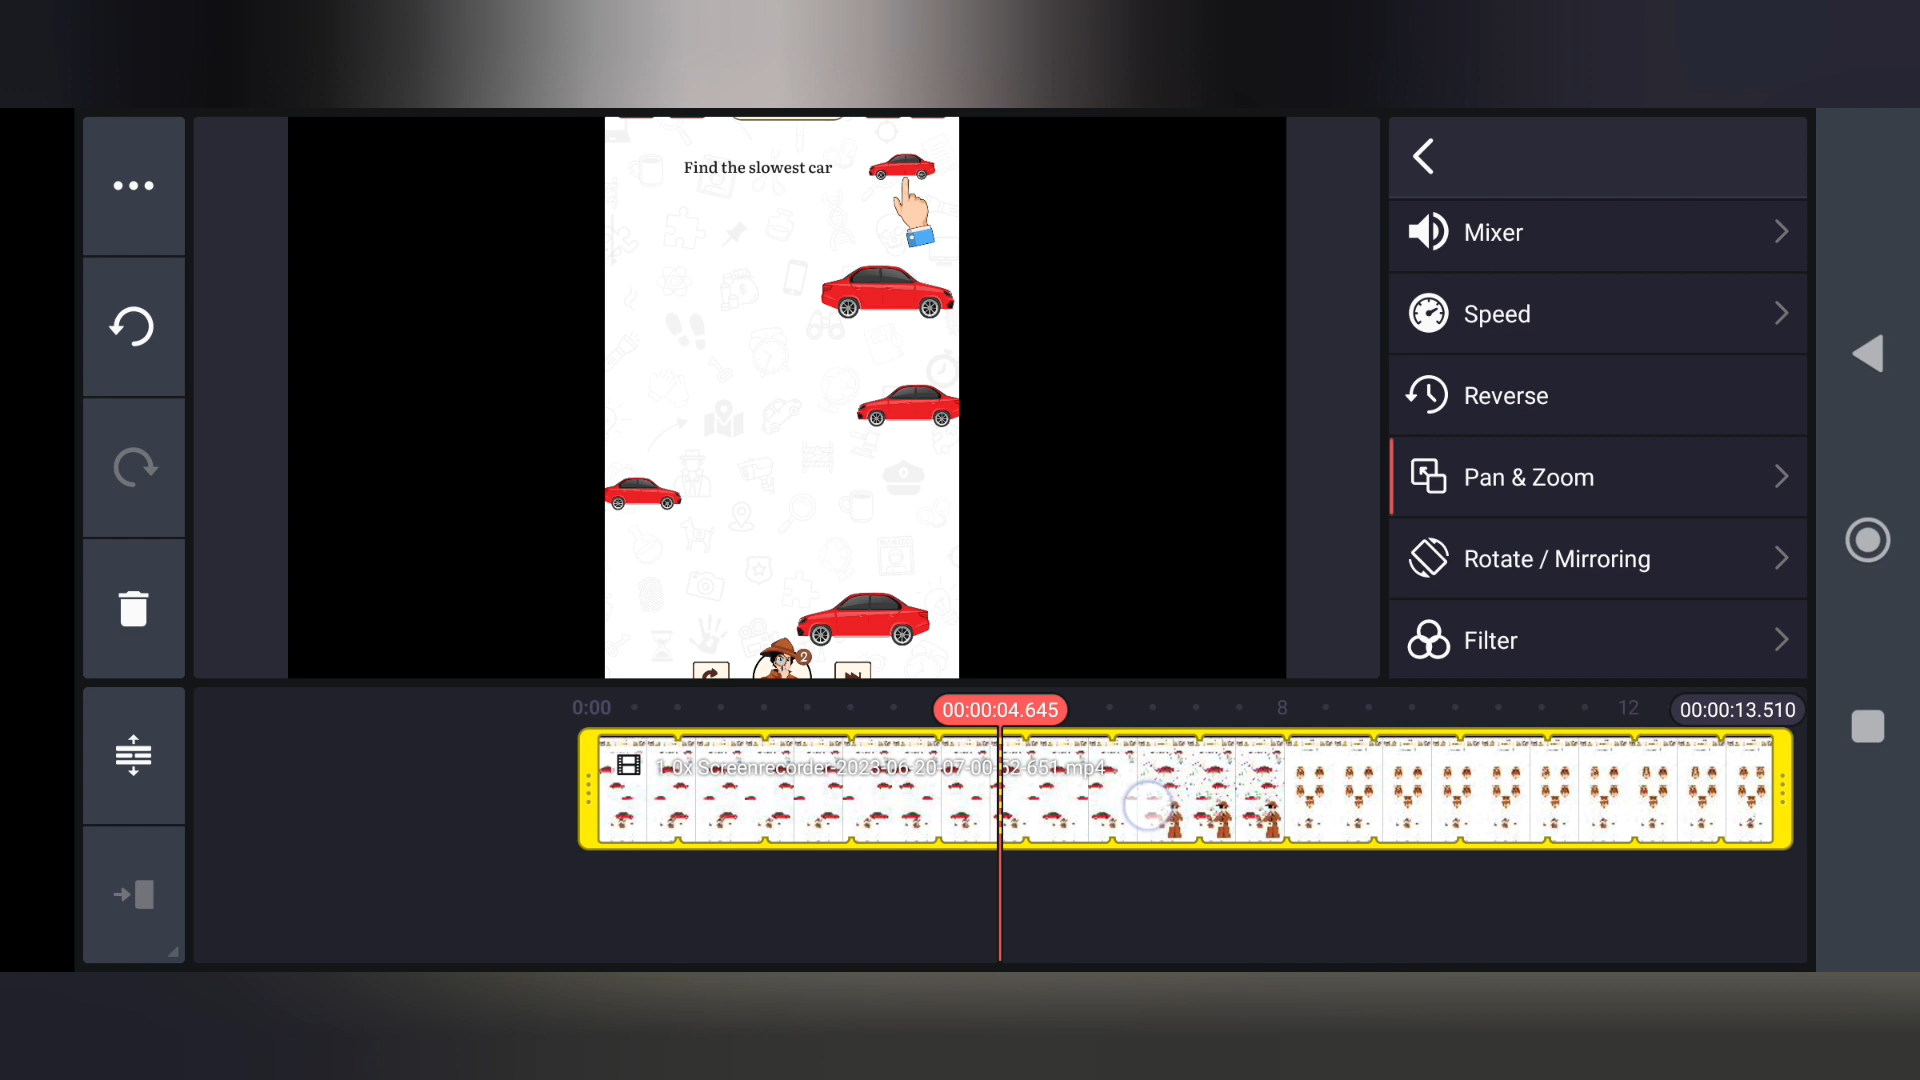 Find the slowest car
2
Mixer
Speed
Reverse
Pan & Zoom
Rotate / Mirroring
Filter
0:00
00:00:04.645
8
12
00:00:13.510
1.0x Screenrecorder-2023-06-20-07-00-52-651.mp4